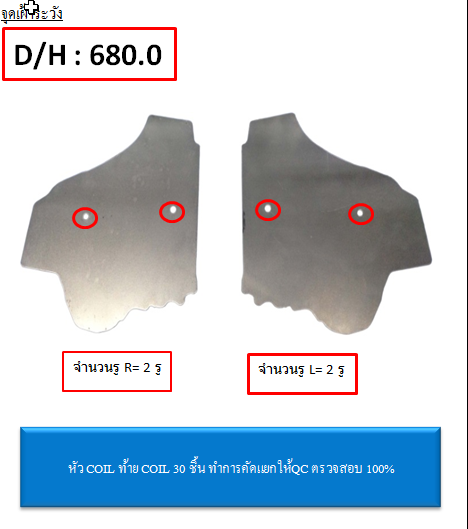 จุดเฝ้าระวัง
D/H : 680.0
จำนวนรู R= 2 รู
จำนวนรู L= 2 รู
หัว COIL ท้าย COIL 30 ชิ้น ทำการคัดแยกให้QC ตรวจสอบ 100%